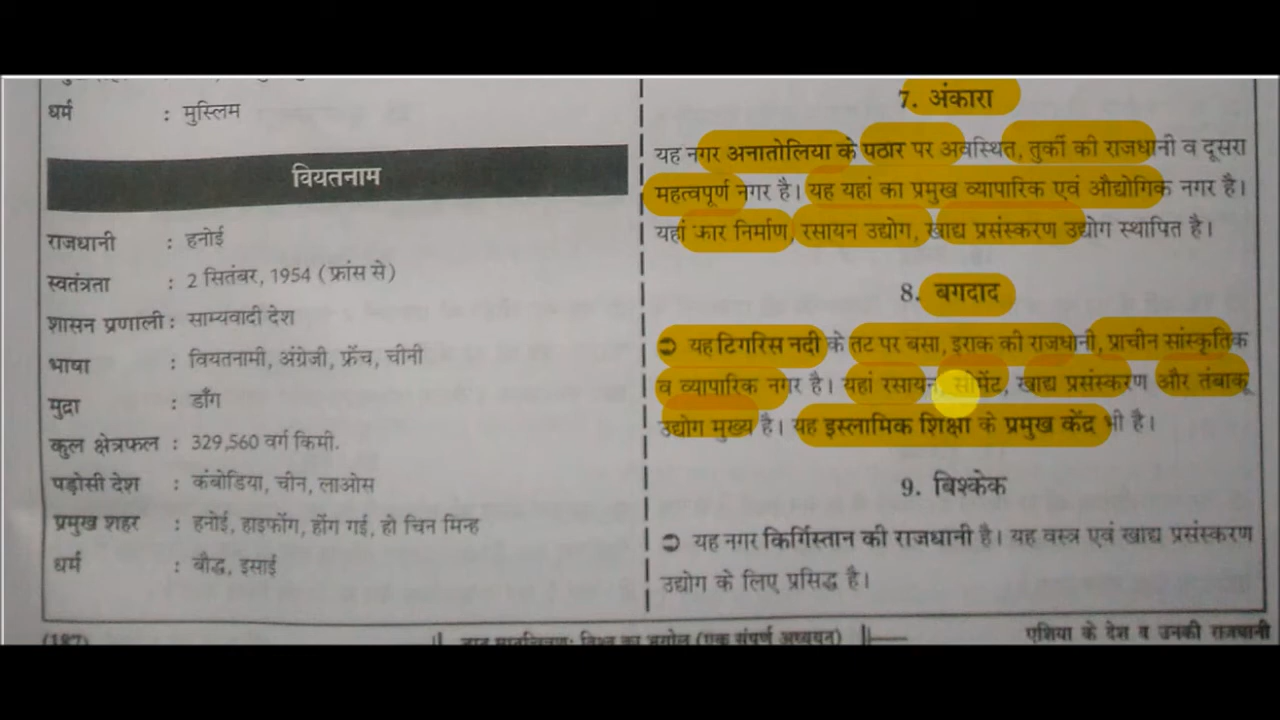 धर्म : मुस्लिम
वियतनाम
राजधानी : हनोई
स्वतंत्रता : 2 सितंबर, 1954 (फ्रांस से)
शासन प्रणाली : साम्यवादी देश
भाषा : वियतनामी, अंग्रेजी, फ्रेंच, चीनी
मुद्रा : डाँग
कुल क्षेत्रफल : 329,560 वर्ग किमी.
पड़ोसी देश : कंबोडिया, चीन, लाओस
प्रमुख शहर : हनोई, हाइफोंग, होंग गई, हो चिन मिन्ह
धर्म : बौद्ध, इसाई
(187)
7. अंकारा
यह नगर अनातोलिया के पठार पर अवस्थित, तुर्की की राजधानी व दूसरा
महत्वपूर्ण नगर है। यह यहां का प्रमुख व्यापारिक एवं औद्योगिक नगर है।
यहां कार निर्माण, रसायन उद्योग, खाद्य प्रसंस्करण उद्योग स्थापित है।
8. बगदाद
➲ यह टिगरिस नदी के तट पर बसा, इराक की राजधानी, प्राचीन सांस्कृतिक
व व्यापारिक नगर है। यहां रसायन, सीमेंट, खाद्य प्रसंस्करण और तंबाकू
उद्योग मुख्य है। यह इस्लामिक शिक्षा के प्रमुख केंद्र भी है।
9. बिश्केक
➲ यह नगर किर्गिस्तान की राजधानी है। यह वस्त्र एवं खाद्य प्रसंस्करण
उद्योग के लिए प्रसिद्ध है।
विश्व का भूगोल (एक संपूर्ण अध्ययन)
एशिया के देश व उनकी राजधानी